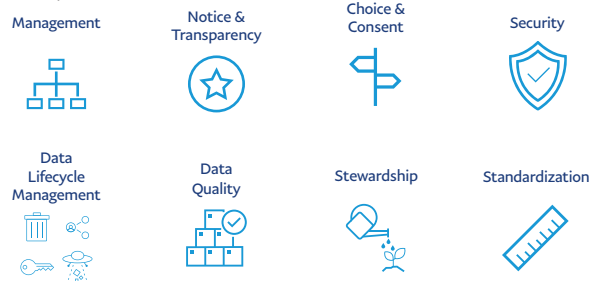 Management
Notice &
Transparency
Choice &
Consent
Security
Data
Lifecycle
Management
Data
Quality
Stewardship
Standardization